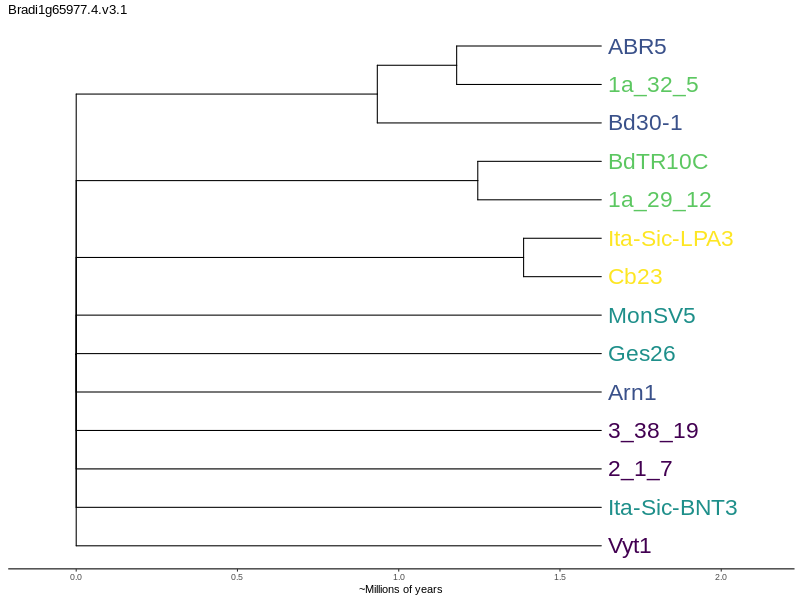 Bradi1g65977.4.v3.1
ABR5
1a_32_5
Bd30-1
BdTR10C
1a_29_12
Ita-Sic-LPA3
Cb23
MonSV5
Ges26
Arn1
3_38_19
2_1_7
Ita-Sic-BNT3
Vyt1
0.0 0.5 1.0 1.5 2.0
~Millions of years